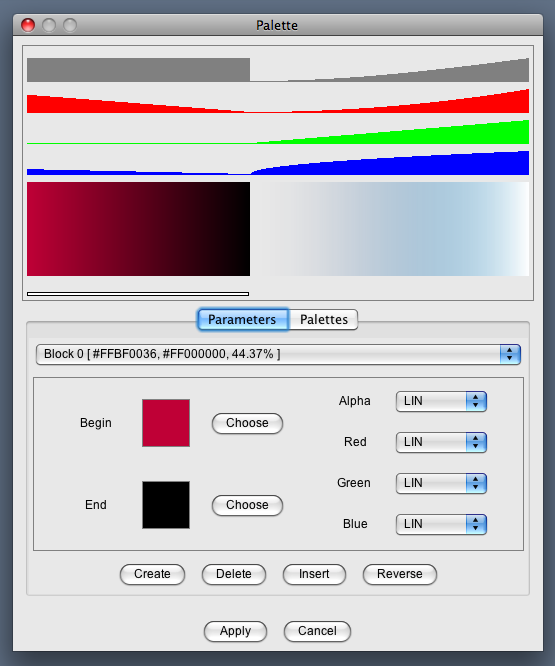 Palette
Parameters Palettes
Block 0 [ #FFBF0036, #FF000000, 44.37% ]
Alpha LIN
Begin Choose
Red LIN
Green LIN
End Choose
Blue LIN
Create Delete Insert Reverse
Apply Cancel